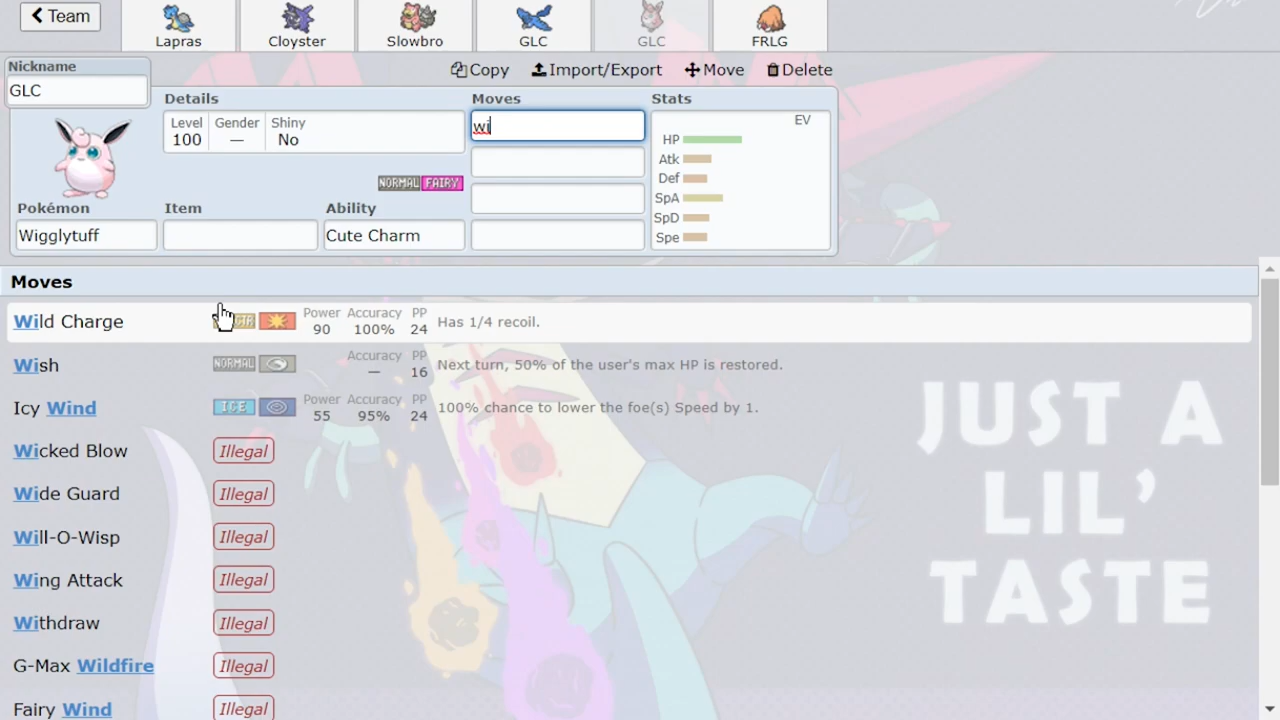 Team
Lapras
Cloyster
Slowbro
GLC
GLC
FRLG
Nickname
GLC
Copy
Import/Export
Move
Delete
Details
Level
100
Gender
—
Shiny
No
Moves
wi
Stats
EV
HP
Atk
Def
SpA
SpD
Spe
NORMAL FAIRY
Pokémon
Wigglytuff
Item
Ability
Cute Charm
Moves
Wild Charge Power 90 Accuracy 100% PP 24 Has 1/4 recoil.
Wish NORMAL Accuracy — PP 16 Next turn, 50% of the user's max HP is restored.
Icy Wind ICE Power 55 Accuracy 95% PP 24 100% chance to lower the foe(s) Speed by 1.
Wicked Blow Illegal
Wide Guard Illegal
Will-O-Wisp Illegal
Wing Attack Illegal
Withdraw Illegal
G-Max Wildfire Illegal
Fairy Wind Illegal
JUST A
LIL'
TASTE